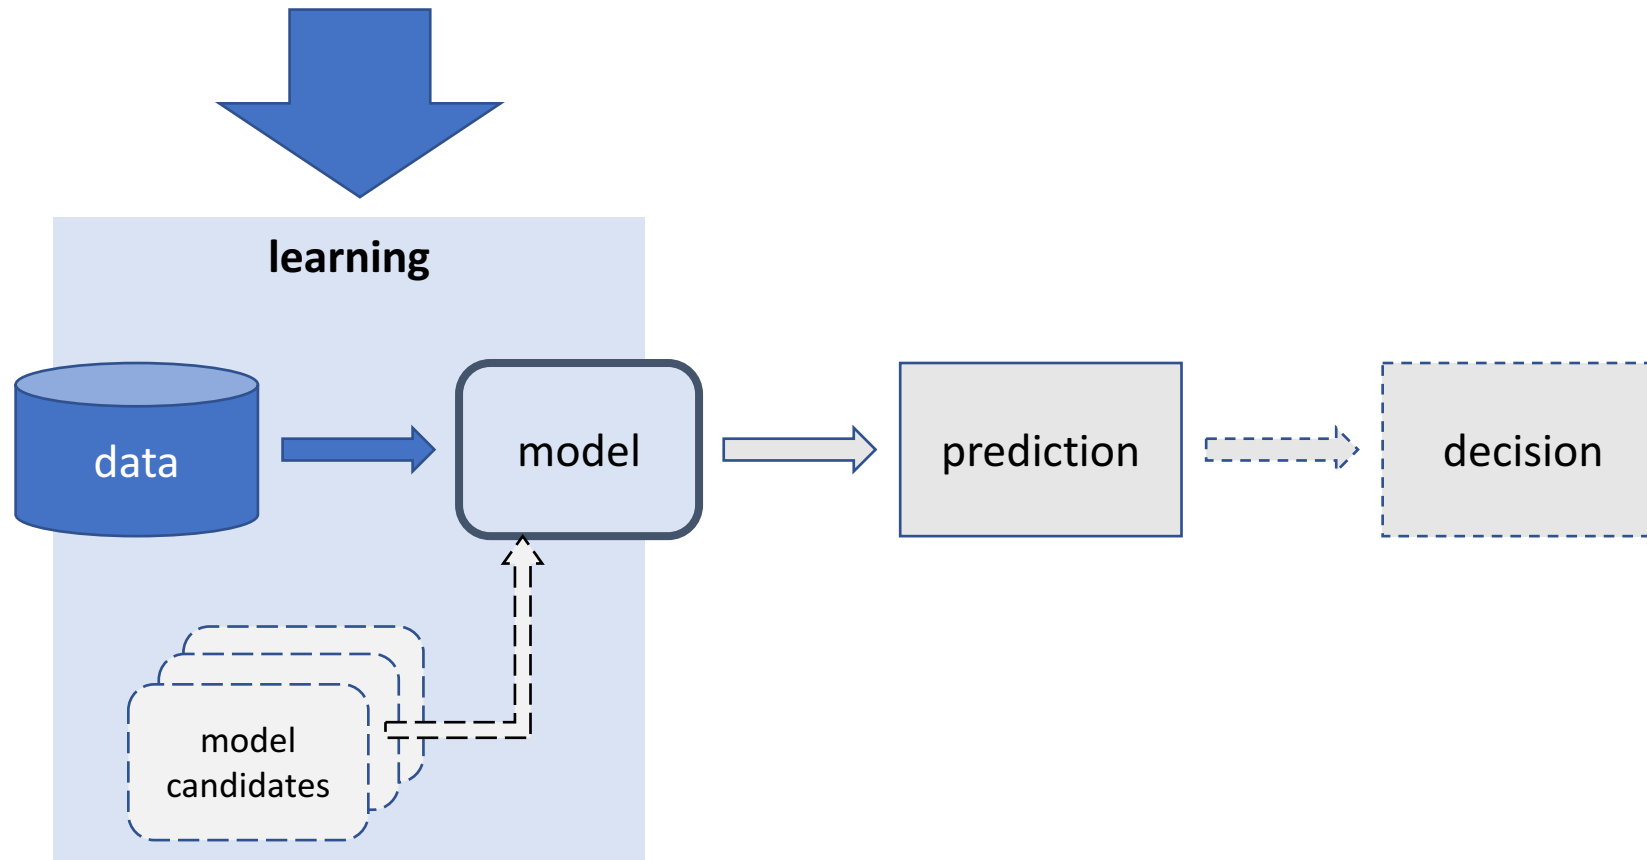 learning
data
model
prediction
decision
model
candidates